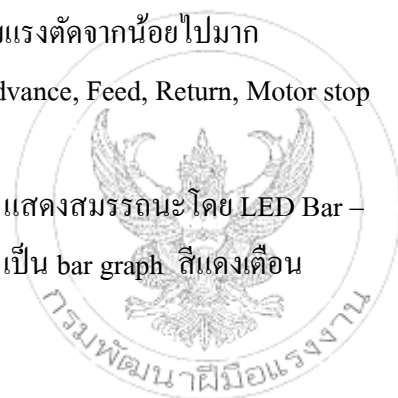 แรงตัดจากน้อยไปมาก
dvance, Feed, Return, Motor stop
แสดงสมรรถนะโดย LED Bar –
เป็น bar graph สีแดงเตือน
กรมพัฒนาฝีมือแรงงาน